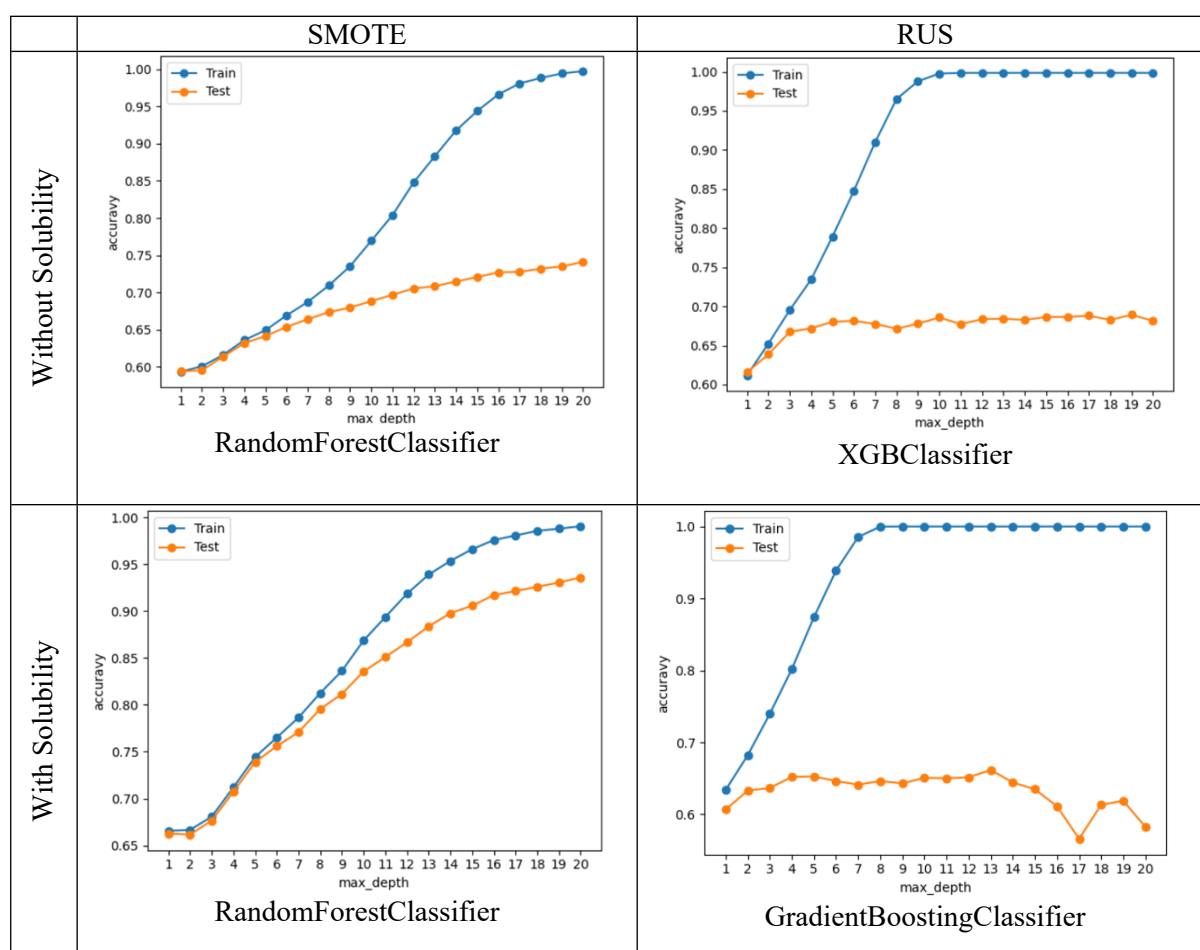 SMOTE
RUS
Without Solubility
Train
Test
1.00
0.95
0.90
0.85
0.80
0.75
0.70
0.65
0.60
accuravy
1 2 3 4 5 6 7 8 9 10 11 12 13 14 15 16 17 18 19 20
max_depth
RandomForestClassifier
Train
Test
1.00
0.95
0.90
0.85
0.80
0.75
0.70
0.65
0.60
accuravy
1 2 3 4 5 6 7 8 9 10 11 12 13 14 15 16 17 18 19 20
max_depth
XGBClassifier
With Solubility
Train
Test
1.00
0.95
0.90
0.85
0.80
0.75
0.70
0.65
accuravy
1 2 3 4 5 6 7 8 9 10 11 12 13 14 15 16 17 18 19 20
max_depth
RandomForestClassifier
Train
Test
1.0
0.9
0.8
0.7
0.6
accuravy
1 2 3 4 5 6 7 8 9 10 11 12 13 14 15 16 17 18 19 20
max_depth
GradientBoostingClassifier